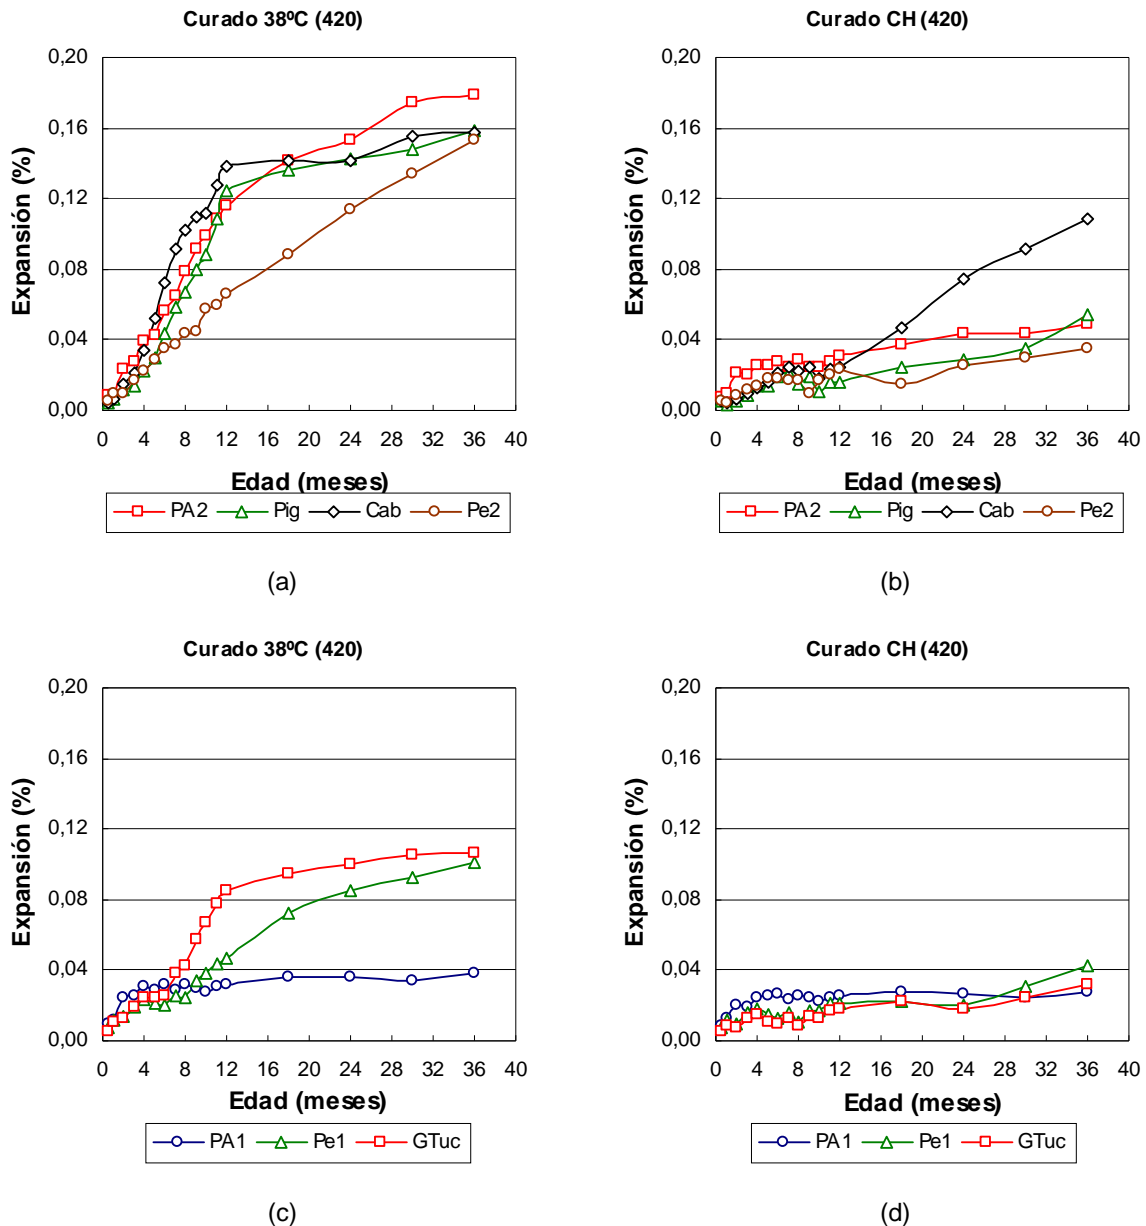 Curado 38ºC (420)
Curado CH (420)
Expansión (%)
0,20
0,16
0,12
0,08
0,04
0,00
0 4 8 12 16 20 24 28 32 36 40
Edad (meses)
PA2 Pig Cab Pe2
(a)
Expansión (%)
0,20
0,16
0,12
0,08
0,04
0,00
0 4 8 12 16 20 24 28 32 36 40
Edad (meses)
PA2 Pig Cab Pe2
(b)
Curado 38ºC (420)
Curado CH (420)
Expansión (%)
0,20
0,16
0,12
0,08
0,04
0,00
0 4 8 12 16 20 24 28 32 36 40
Edad (meses)
PA1 Pe1 GTuc
(c)
Expansión (%)
0,20
0,16
0,12
0,08
0,04
0,00
0 4 8 12 16 20 24 28 32 36 40
Edad (meses)
PA1 Pe1 GTuc
(d)